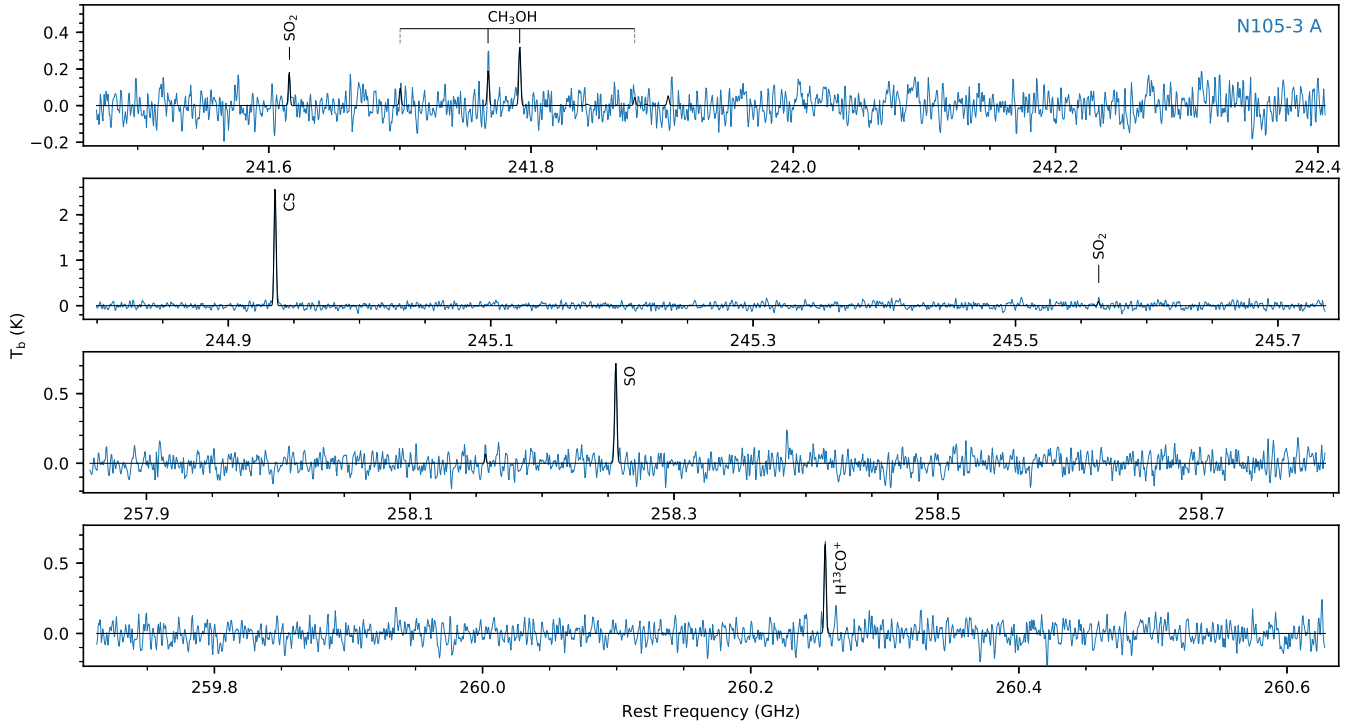 N105-3 A
SO₂
CH₃OH
0.4
0.2
0.0
−0.2
241.6 241.8 242.0 242.2 242.4
CS
SO₂
2
1
0
244.9 245.1 245.3 245.5 245.7
T_b (K)
SO
0.5
0.0
257.9 258.1 258.3 258.5 258.7
H¹³CO⁺
0.5
0.0
259.8 260.0 260.2 260.4 260.6
Rest Frequency (GHz)